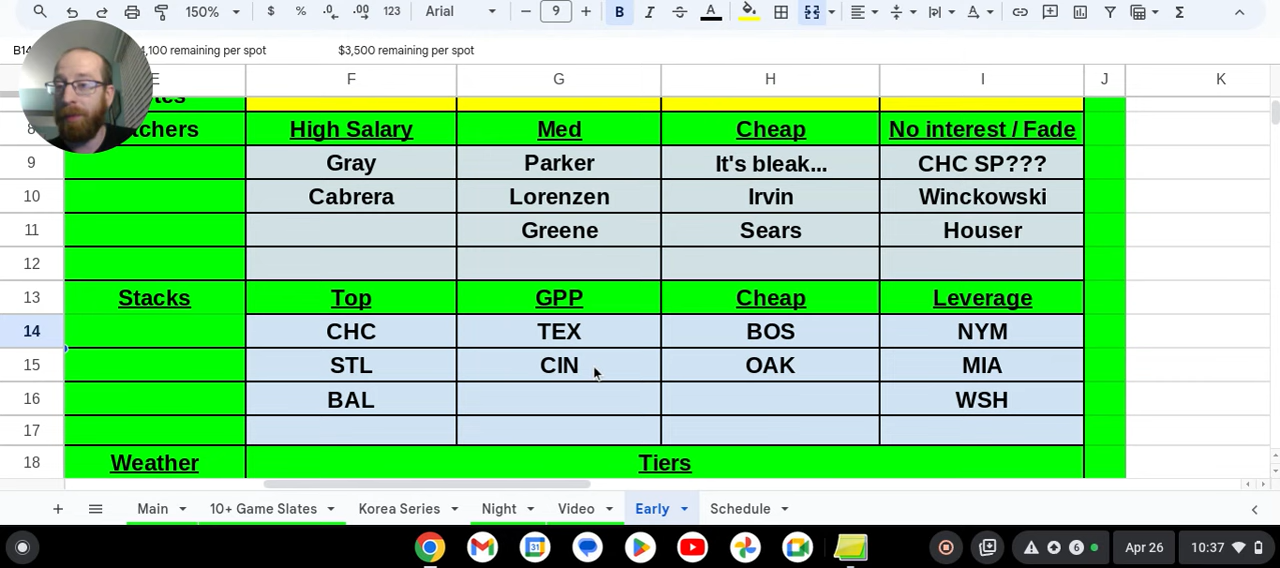 150% $ % .0 .00 123 Arial 9 B I A
B14 ,100 remaining per spot $3,500 remaining per spot
E F G H I J K
8 tchers High Salary Med Cheap No interest / Fade
9 Gray Parker It's bleak... CHC SP???
10 Cabrera Lorenzen Irvin Winckowski
11 Greene Sears Houser
12
13 Stacks Top GPP Cheap Leverage
14 CHC TEX BOS NYM
15 STL CIN OAK MIA
16 BAL WSH
17
18 Weather Tiers
Main 10+ Game Slates Korea Series Night Video Early Schedule
31 6 Apr 26 10:37